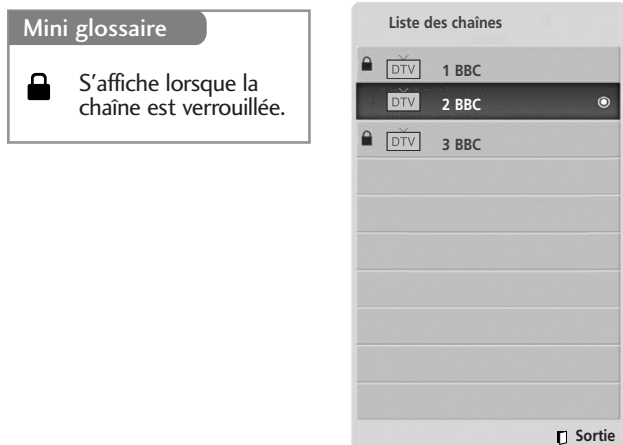 Mini glossaire
S’affiche lorsque la
chaîne est verrouillée.
Liste des chaînes
DTV 1 BBC
DTV 2 BBC
DTV 3 BBC
Sortie